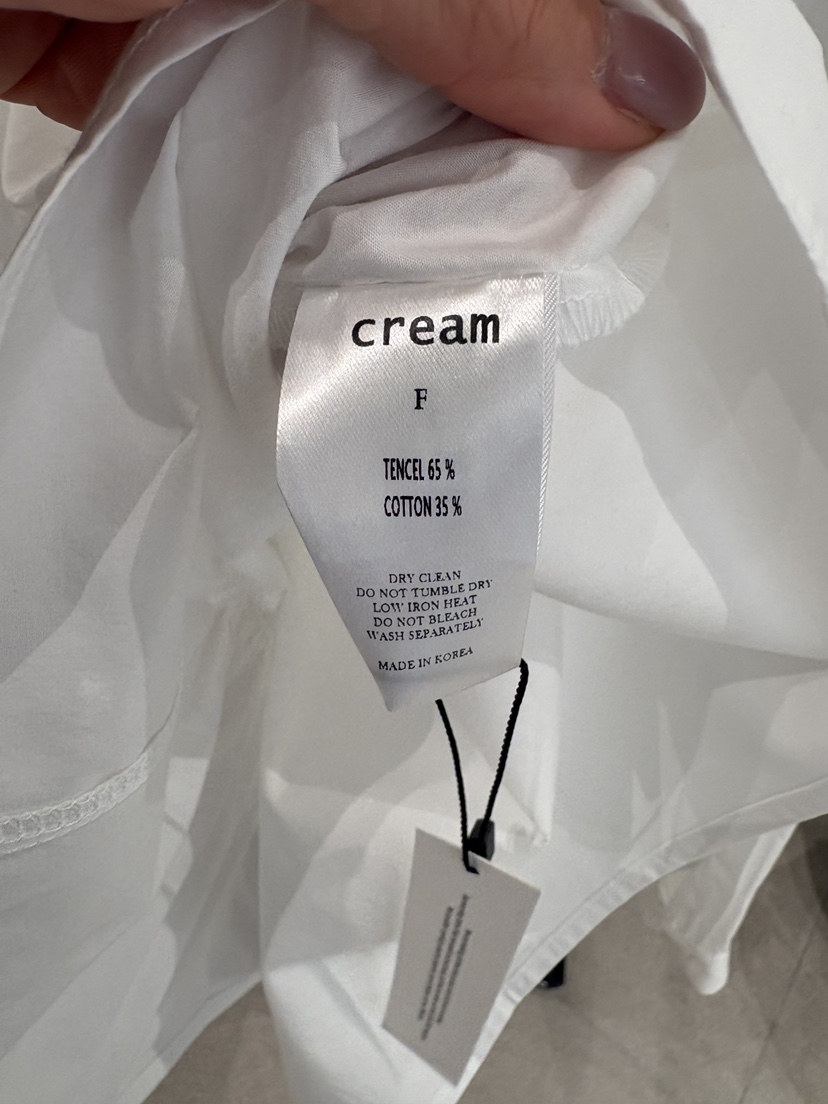 cream
F
TENCEL 65 %
COTTON 35 %
DRY CLEAN
DO NOT TUMBLE DRY
LOW IRON HEAT
DO NOT BLEACH
WASH SEPARATELY
MADE IN KOREA